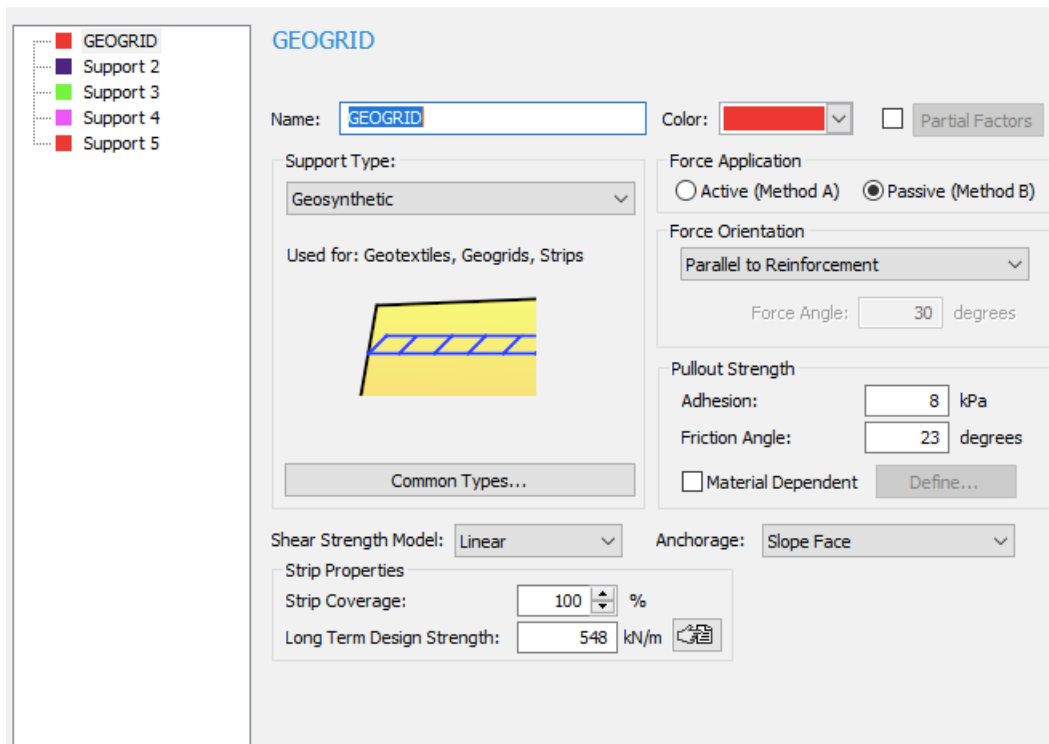 GEOGRID
Support 2
Support 3
Support 4
Support 5
GEOGRID
Name: GEOGRID Color: Partial Factors
Support Type:
Geosynthetic
Used for: Geotextiles, Geogrids, Strips
Common Types...
Force Application
Active (Method A) Passive (Method B)
Force Orientation
Parallel to Reinforcement
Force Angle: 30 degrees
Pullout Strength
Adhesion: 8 kPa
Friction Angle: 23 degrees
Material Dependent Define...
Shear Strength Model: Linear Anchorage: Slope Face
Strip Properties
Strip Coverage: 100 %
Long Term Design Strength: 548 kN/m